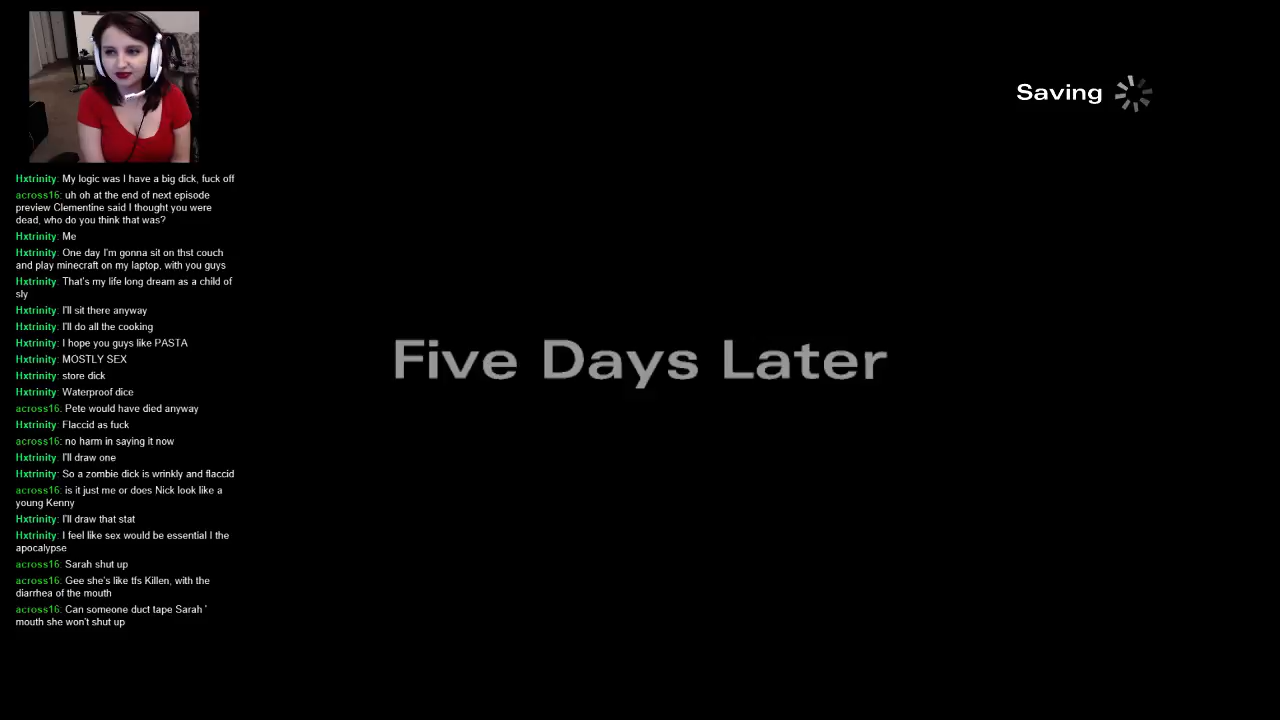 Saving
Hxtrinity: My logic was I have a big dick, fuck off
across16: uh oh at the end of next episode
preview Clementine said I thought you were
dead, who do you think that was?
Hxtrinity: Me
Hxtrinity: One day I'm gonna sit on thst couch
and play minecraft on my laptop, with you guys
Hxtrinity: That's my life long dream as a child of
sly
Hxtrinity: I'll sit there anyway
Hxtrinity: I'll do all the cooking
Hxtrinity: I hope you guys like PASTA
Hxtrinity: MOSTLY SEX
Hxtrinity: store dick
Hxtrinity: Waterproof dice
across16: Pete would have died anyway
Hxtrinity: Flaccid as fuck
across16: no harm in saying it now
Hxtrinity: I'll draw one
Hxtrinity: So a zombie dick is wrinkly and flaccid
across16: is it just me or does Nick look like a
young Kenny
Hxtrinity: I'll draw that stat
Hxtrinity: I feel like sex would be essential I the
apocalypse
across16: Sarah shut up
across16: Gee she's like tfs Killen, with the
diarrhea of the mouth
across16: Can someone duct tape Sarah '
mouth she won't shut up
Five Days Later